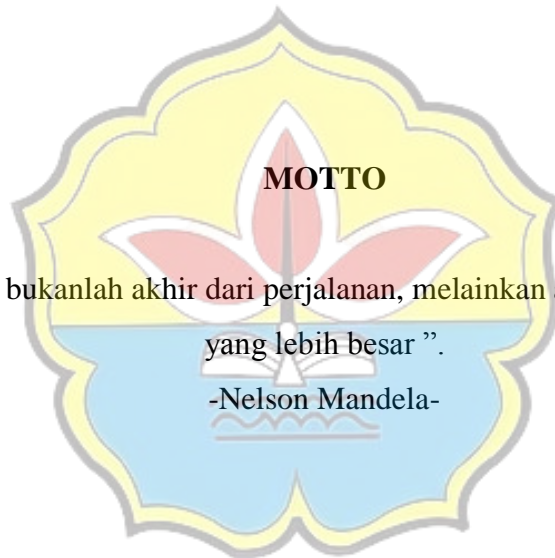 MOTTO
bukanlah akhir dari perjalanan, melainkan
yang lebih besar ”.
-Nelson Mandela-